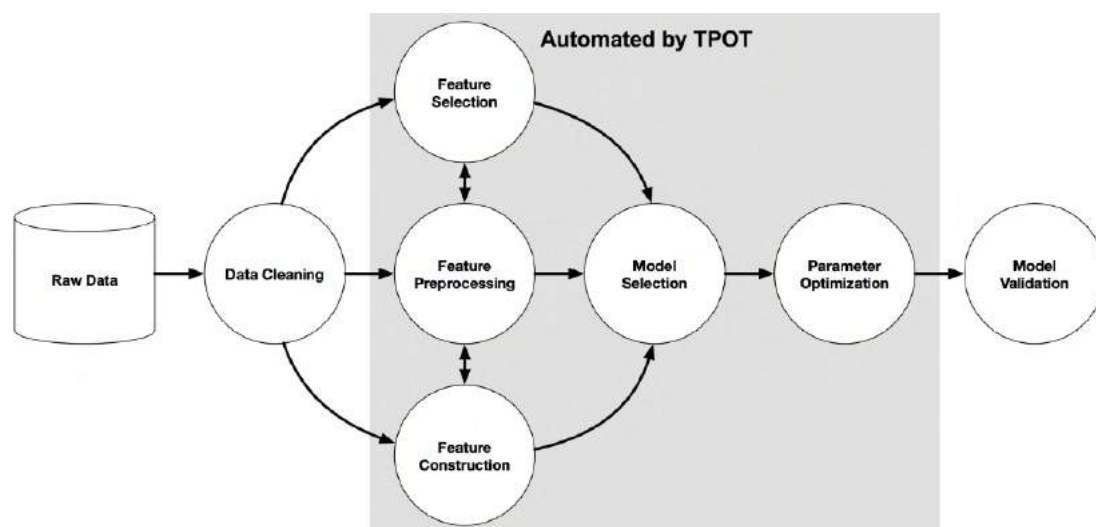 Automated by TPOT
Feature
Selection
Raw Data
Data Cleaning
Feature
Preprocessing
Model
Selection
Parameter
Optimization
Model
Validation
Feature
Construction